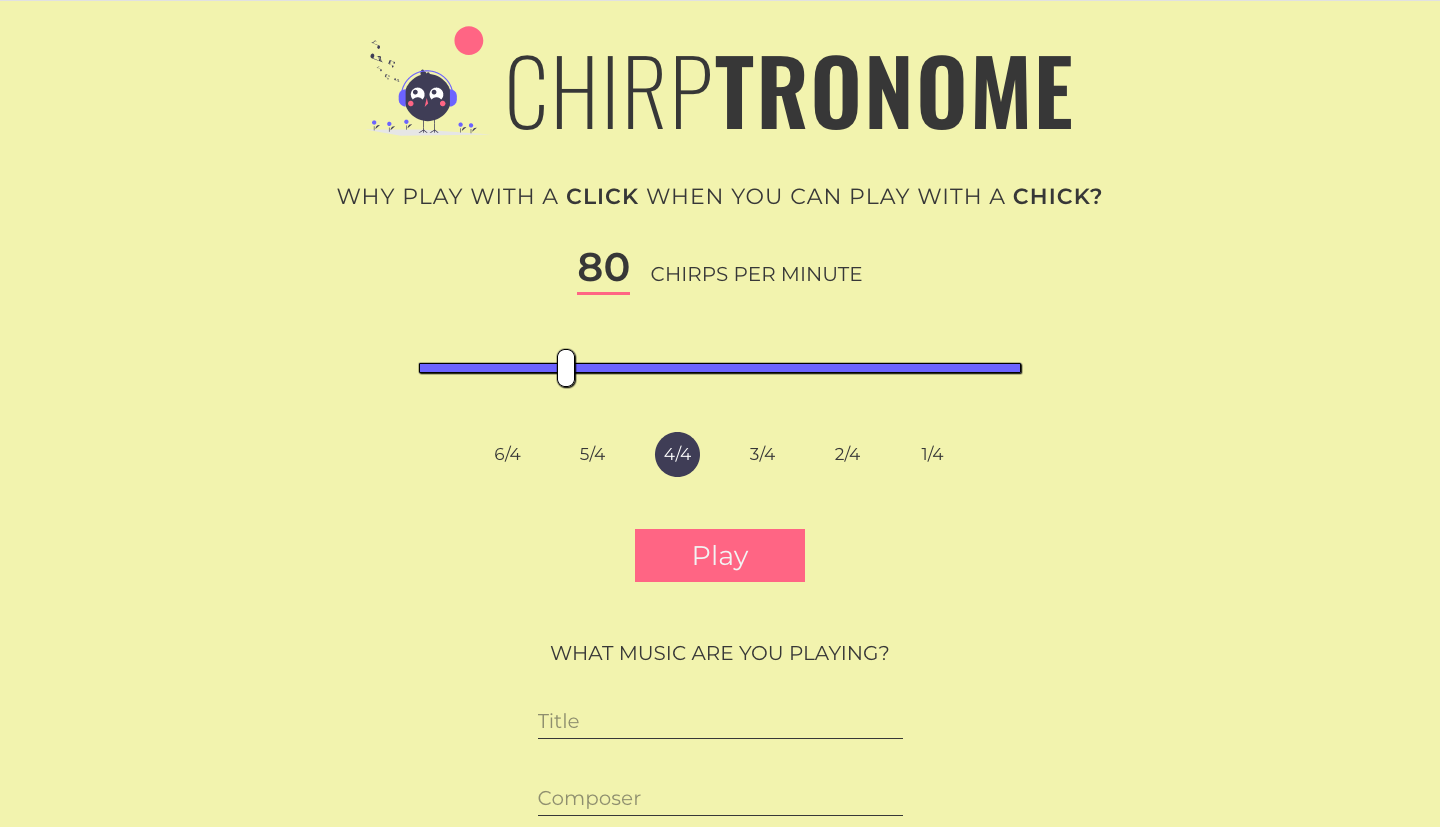 CHIRPTRONOME
WHY PLAY WITH A CLICK WHEN YOU CAN PLAY WITH A CHICK?
80 CHIRPS PER MINUTE
6/4 5/4 4/4 3/4 2/4 1/4
Play
WHAT MUSIC ARE YOU PLAYING?
Title
Composer